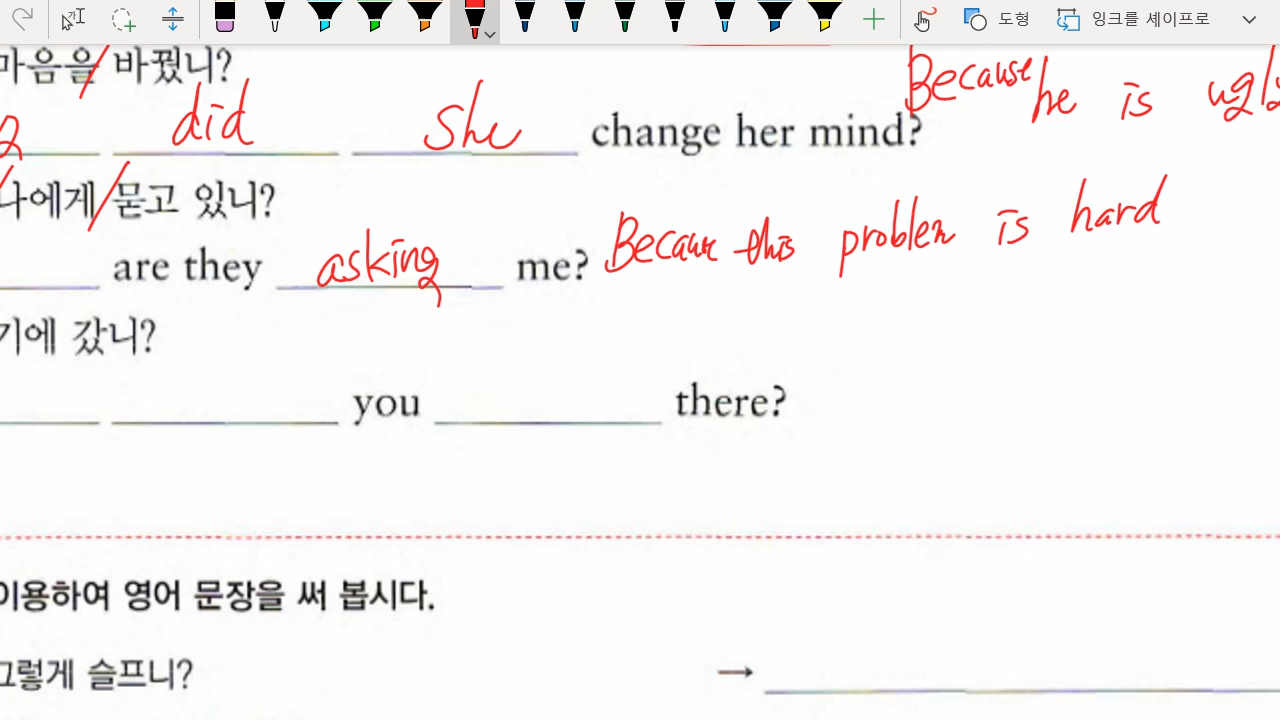 도형 잉크를 셰이프로
마음을 바꿨니?
Because he is ugly
did she change her mind?
나에게 묻고 있니?
are they asking me? Because this problem is hard
기에 갔니?
you there?
이용하여 영어 문장을 써 봅시다.
그렇게 슬프니? →